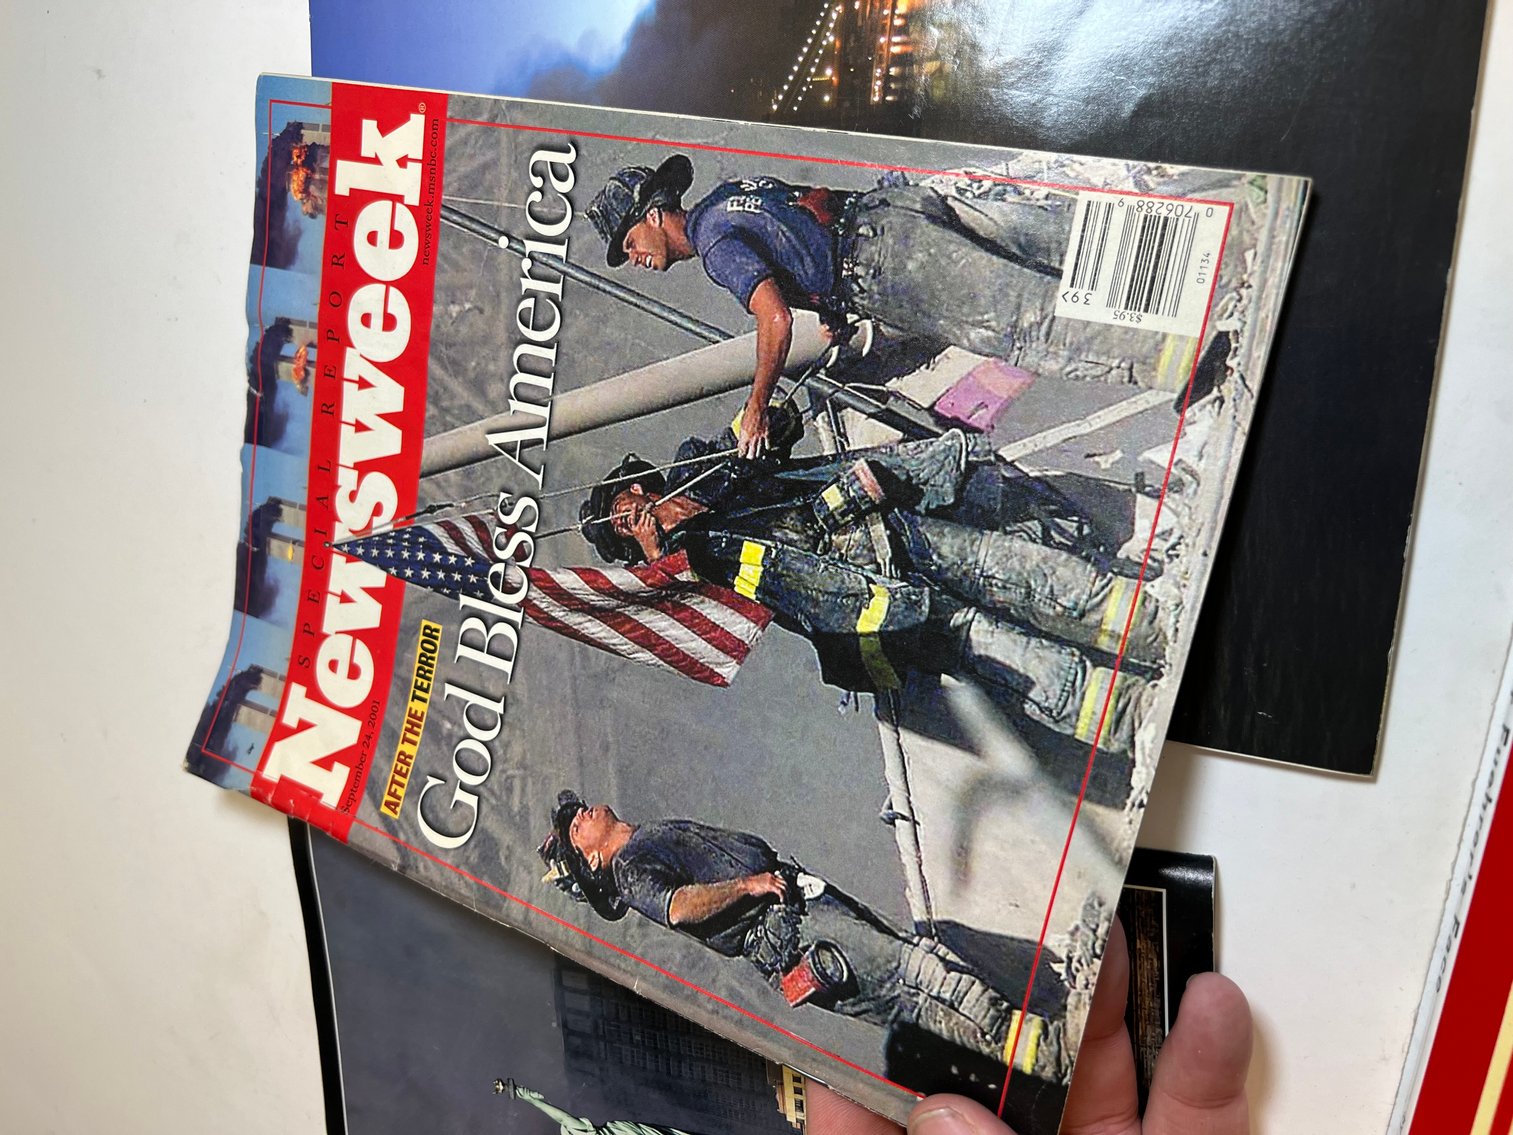 SPECIAL REPORT
Newsweek®
September 24, 2001
newsweek.msnbc.com
AFTER THE TERROR
God Bless America
$3.95
39>
0 706288 9
01134